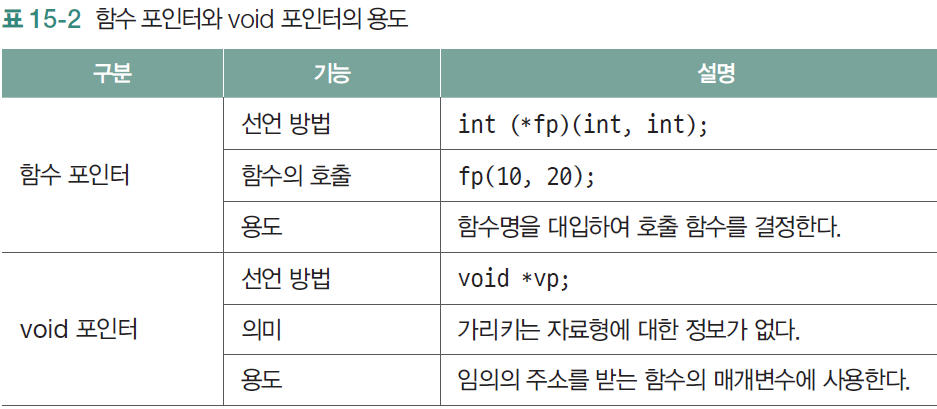 표 15-2 함수 포인터와 void 포인터의 용도
구분 기능 설명
함수 포인터 선언 방법 int (*fp)(int, int);
함수의 호출 fp(10, 20);
용도 함수명을 대입하여 호출 함수를 결정한다.
void 포인터 선언 방법 void *vp;
의미 가리키는 자료형에 대한 정보가 없다.
용도 임의의 주소를 받는 함수의 매개변수에 사용한다.